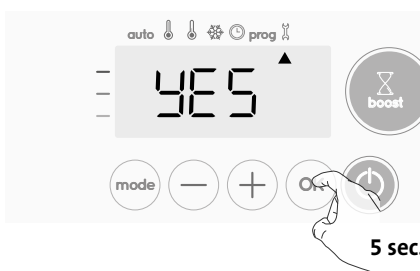 auto prog
YES
boost
mode − + OK
5 sec.